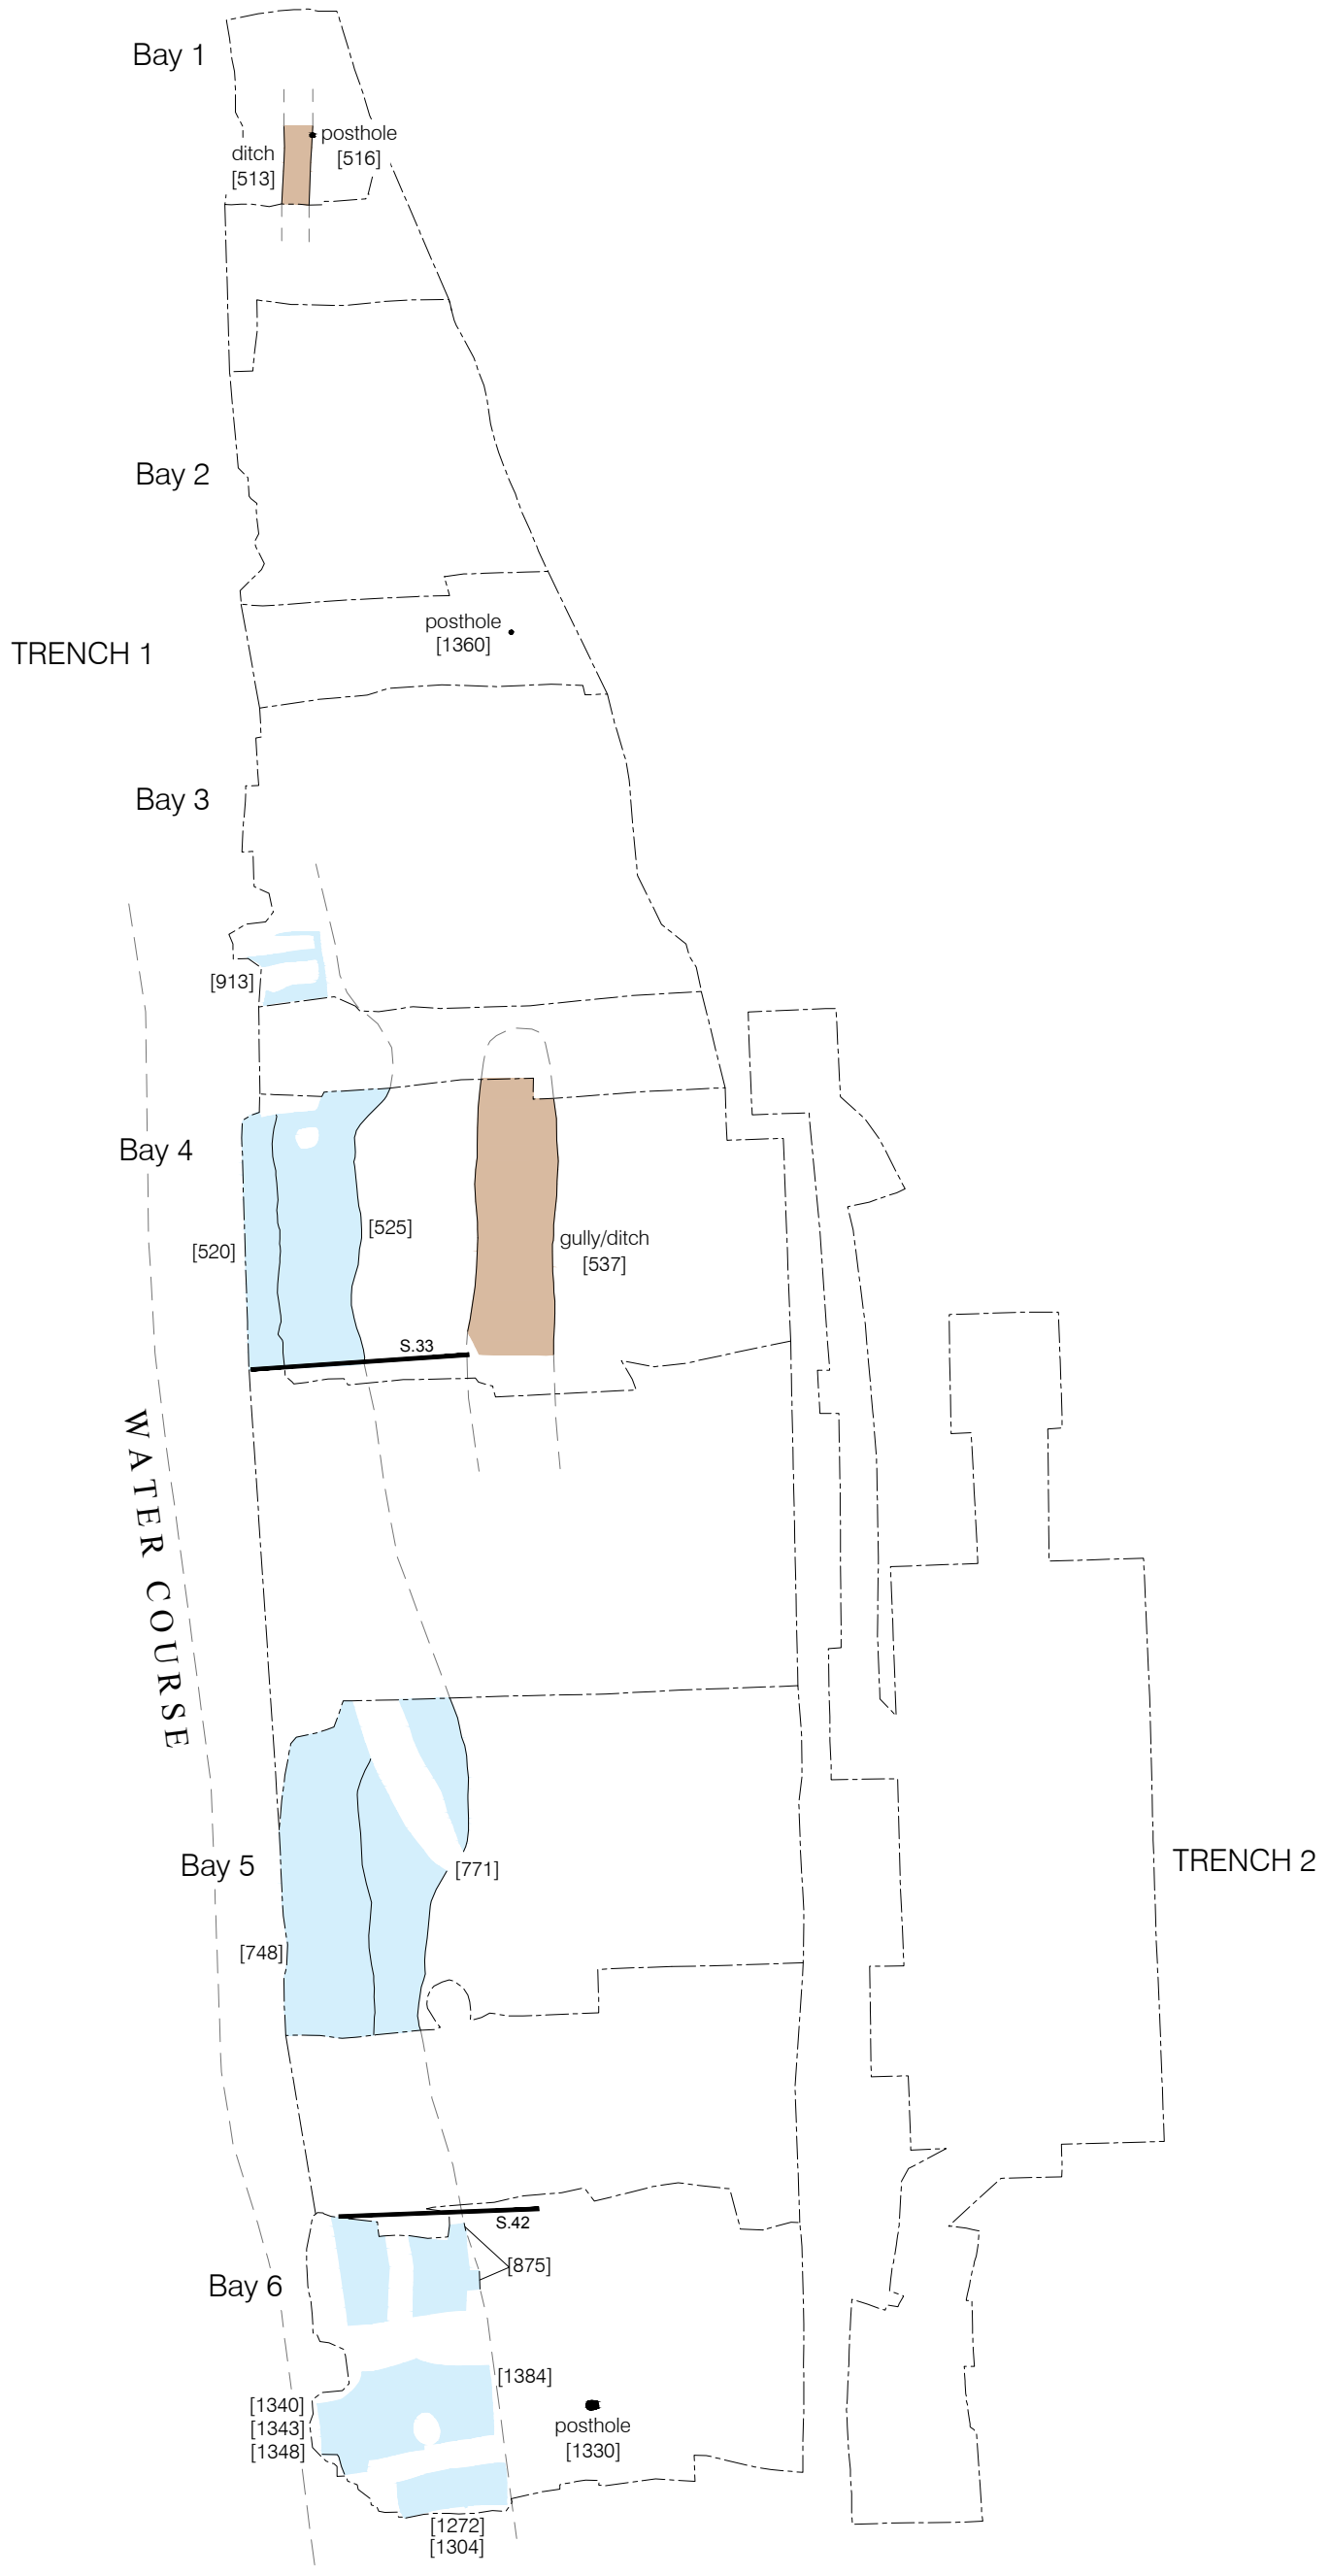 Bay 1
posthole
[516]
ditch
[513]
Bay 2
posthole
[1360]
TRENCH 1
Bay 3
[913]
Bay 4
[525]
[520]
gully/ditch
[537]
S.33
WATER COURSE
Bay 5
[771]
TRENCH 2
[748]
S.42
[875]
Bay 6
[1384]
[1340]
[1343]
[1348]
posthole
[1330]
[1272]
[1304]